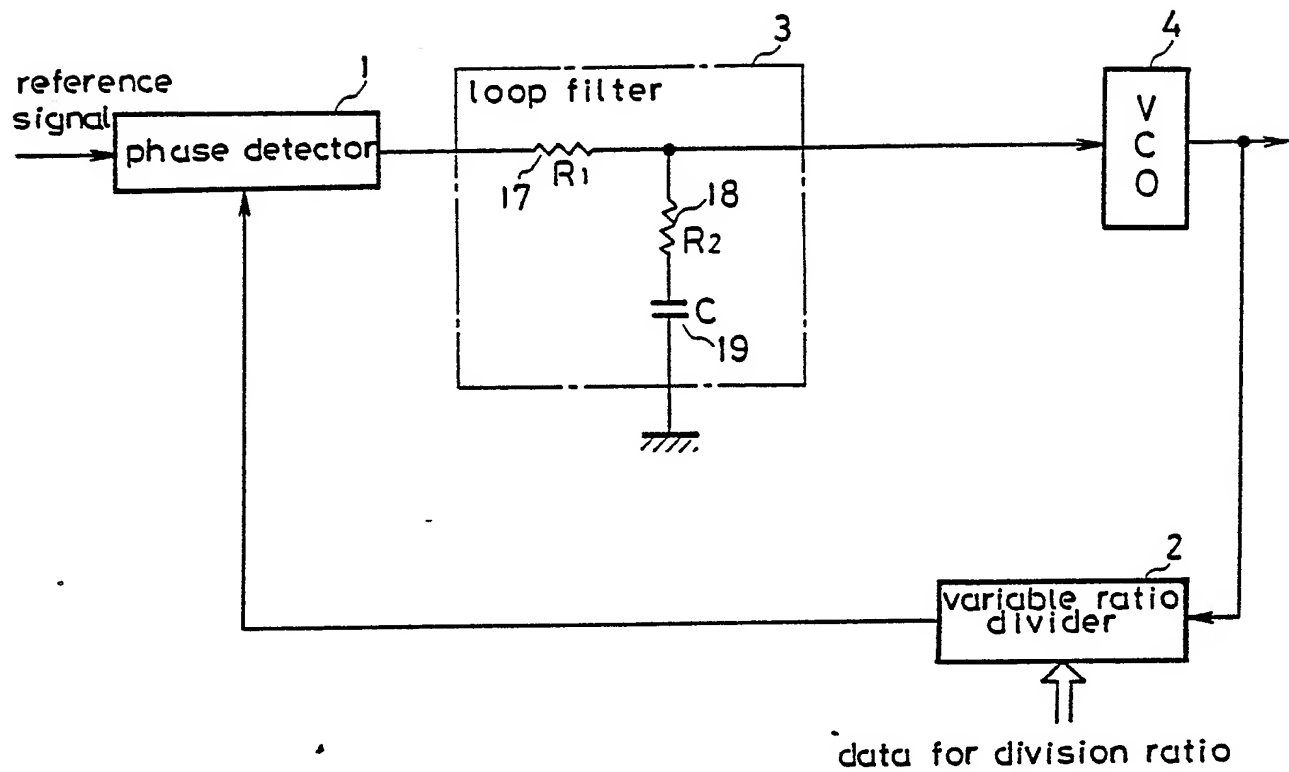 3
4
1
reference
signal
phase detector
loop filter
V
C
O
17
R1
18
R2
C
19
2
variable ratio
divider
data for division ratio